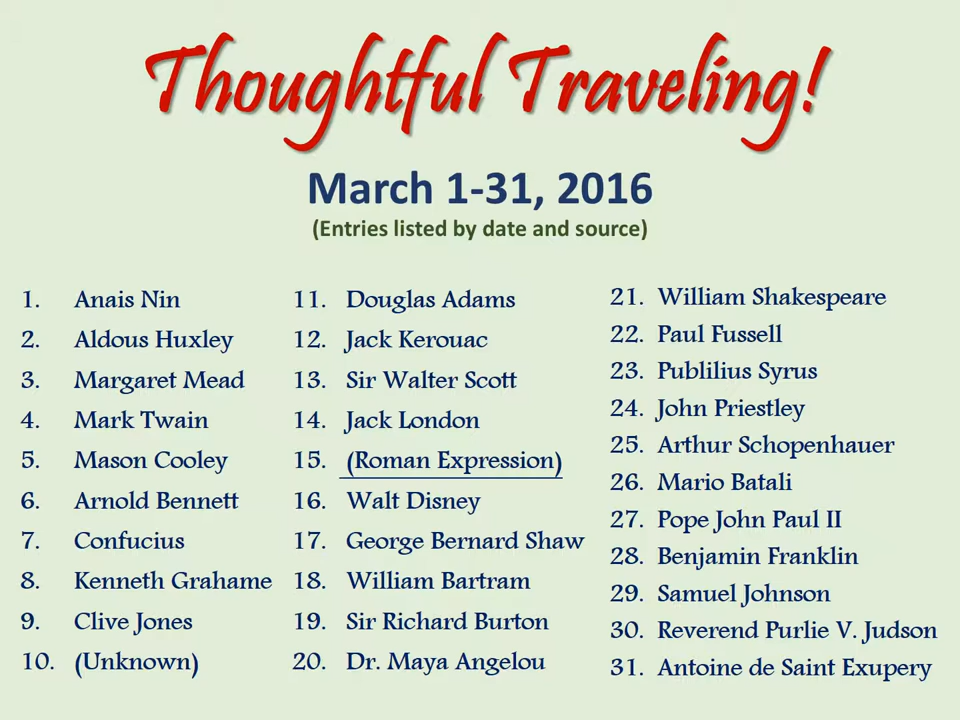 Thoughtful Traveling!
March 1-31, 2016
(Entries listed by date and source)
1. Anais Nin
2. Aldous Huxley
3. Margaret Mead
4. Mark Twain
5. Mason Cooley
6. Arnold Bennett
7. Confucius
8. Kenneth Grahame
9. Clive Jones
10. (Unknown)
11. Douglas Adams
12. Jack Kerouac
13. Sir Walter Scott
14. Jack London
15. (Roman Expression)
16. Walt Disney
17. George Bernard Shaw
18. William Bartram
19. Sir Richard Burton
20. Dr. Maya Angelou
21. William Shakespeare
22. Paul Fussell
23. Publilius Syrus
24. John Priestley
25. Arthur Schopenhauer
26. Mario Batali
27. Pope John Paul II
28. Benjamin Franklin
29. Samuel Johnson
30. Reverend Purlie V. Judson
31. Antoine de Saint Exupery